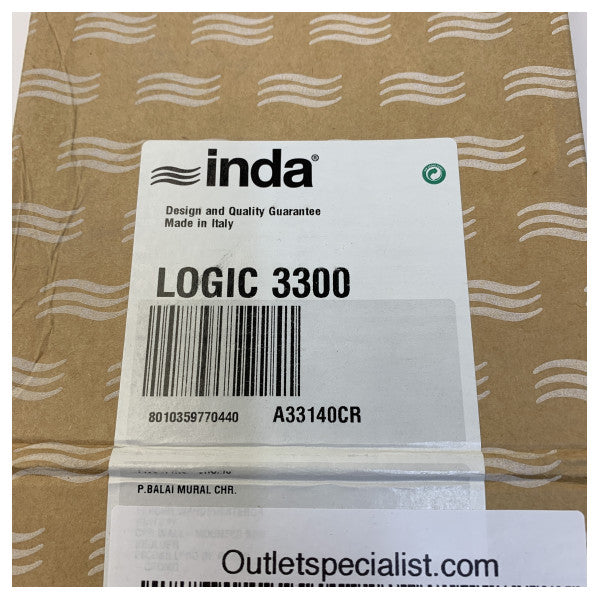 inda®
Design and Quality Guarantee
Made in Italy
LOGIC 3300
8010359770440 A33140CR
P.BALAI MURAL CHR.
Outletspecialist.com